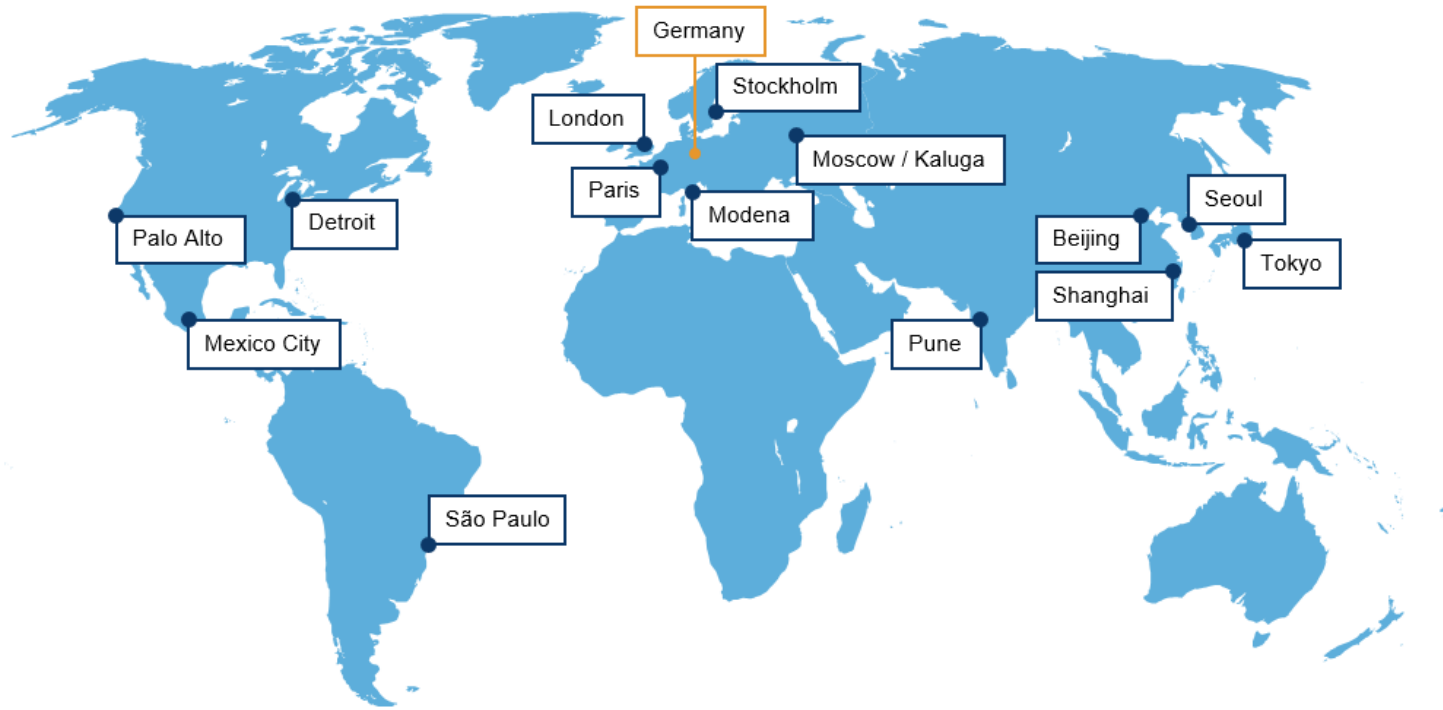 Germany
Stockholm
London
Moscow / Kaluga
Paris
Modena
Seoul
Detroit
Palo Alto
Beijing
Tokyo
Shanghai
Mexico City
Pune
São Paulo